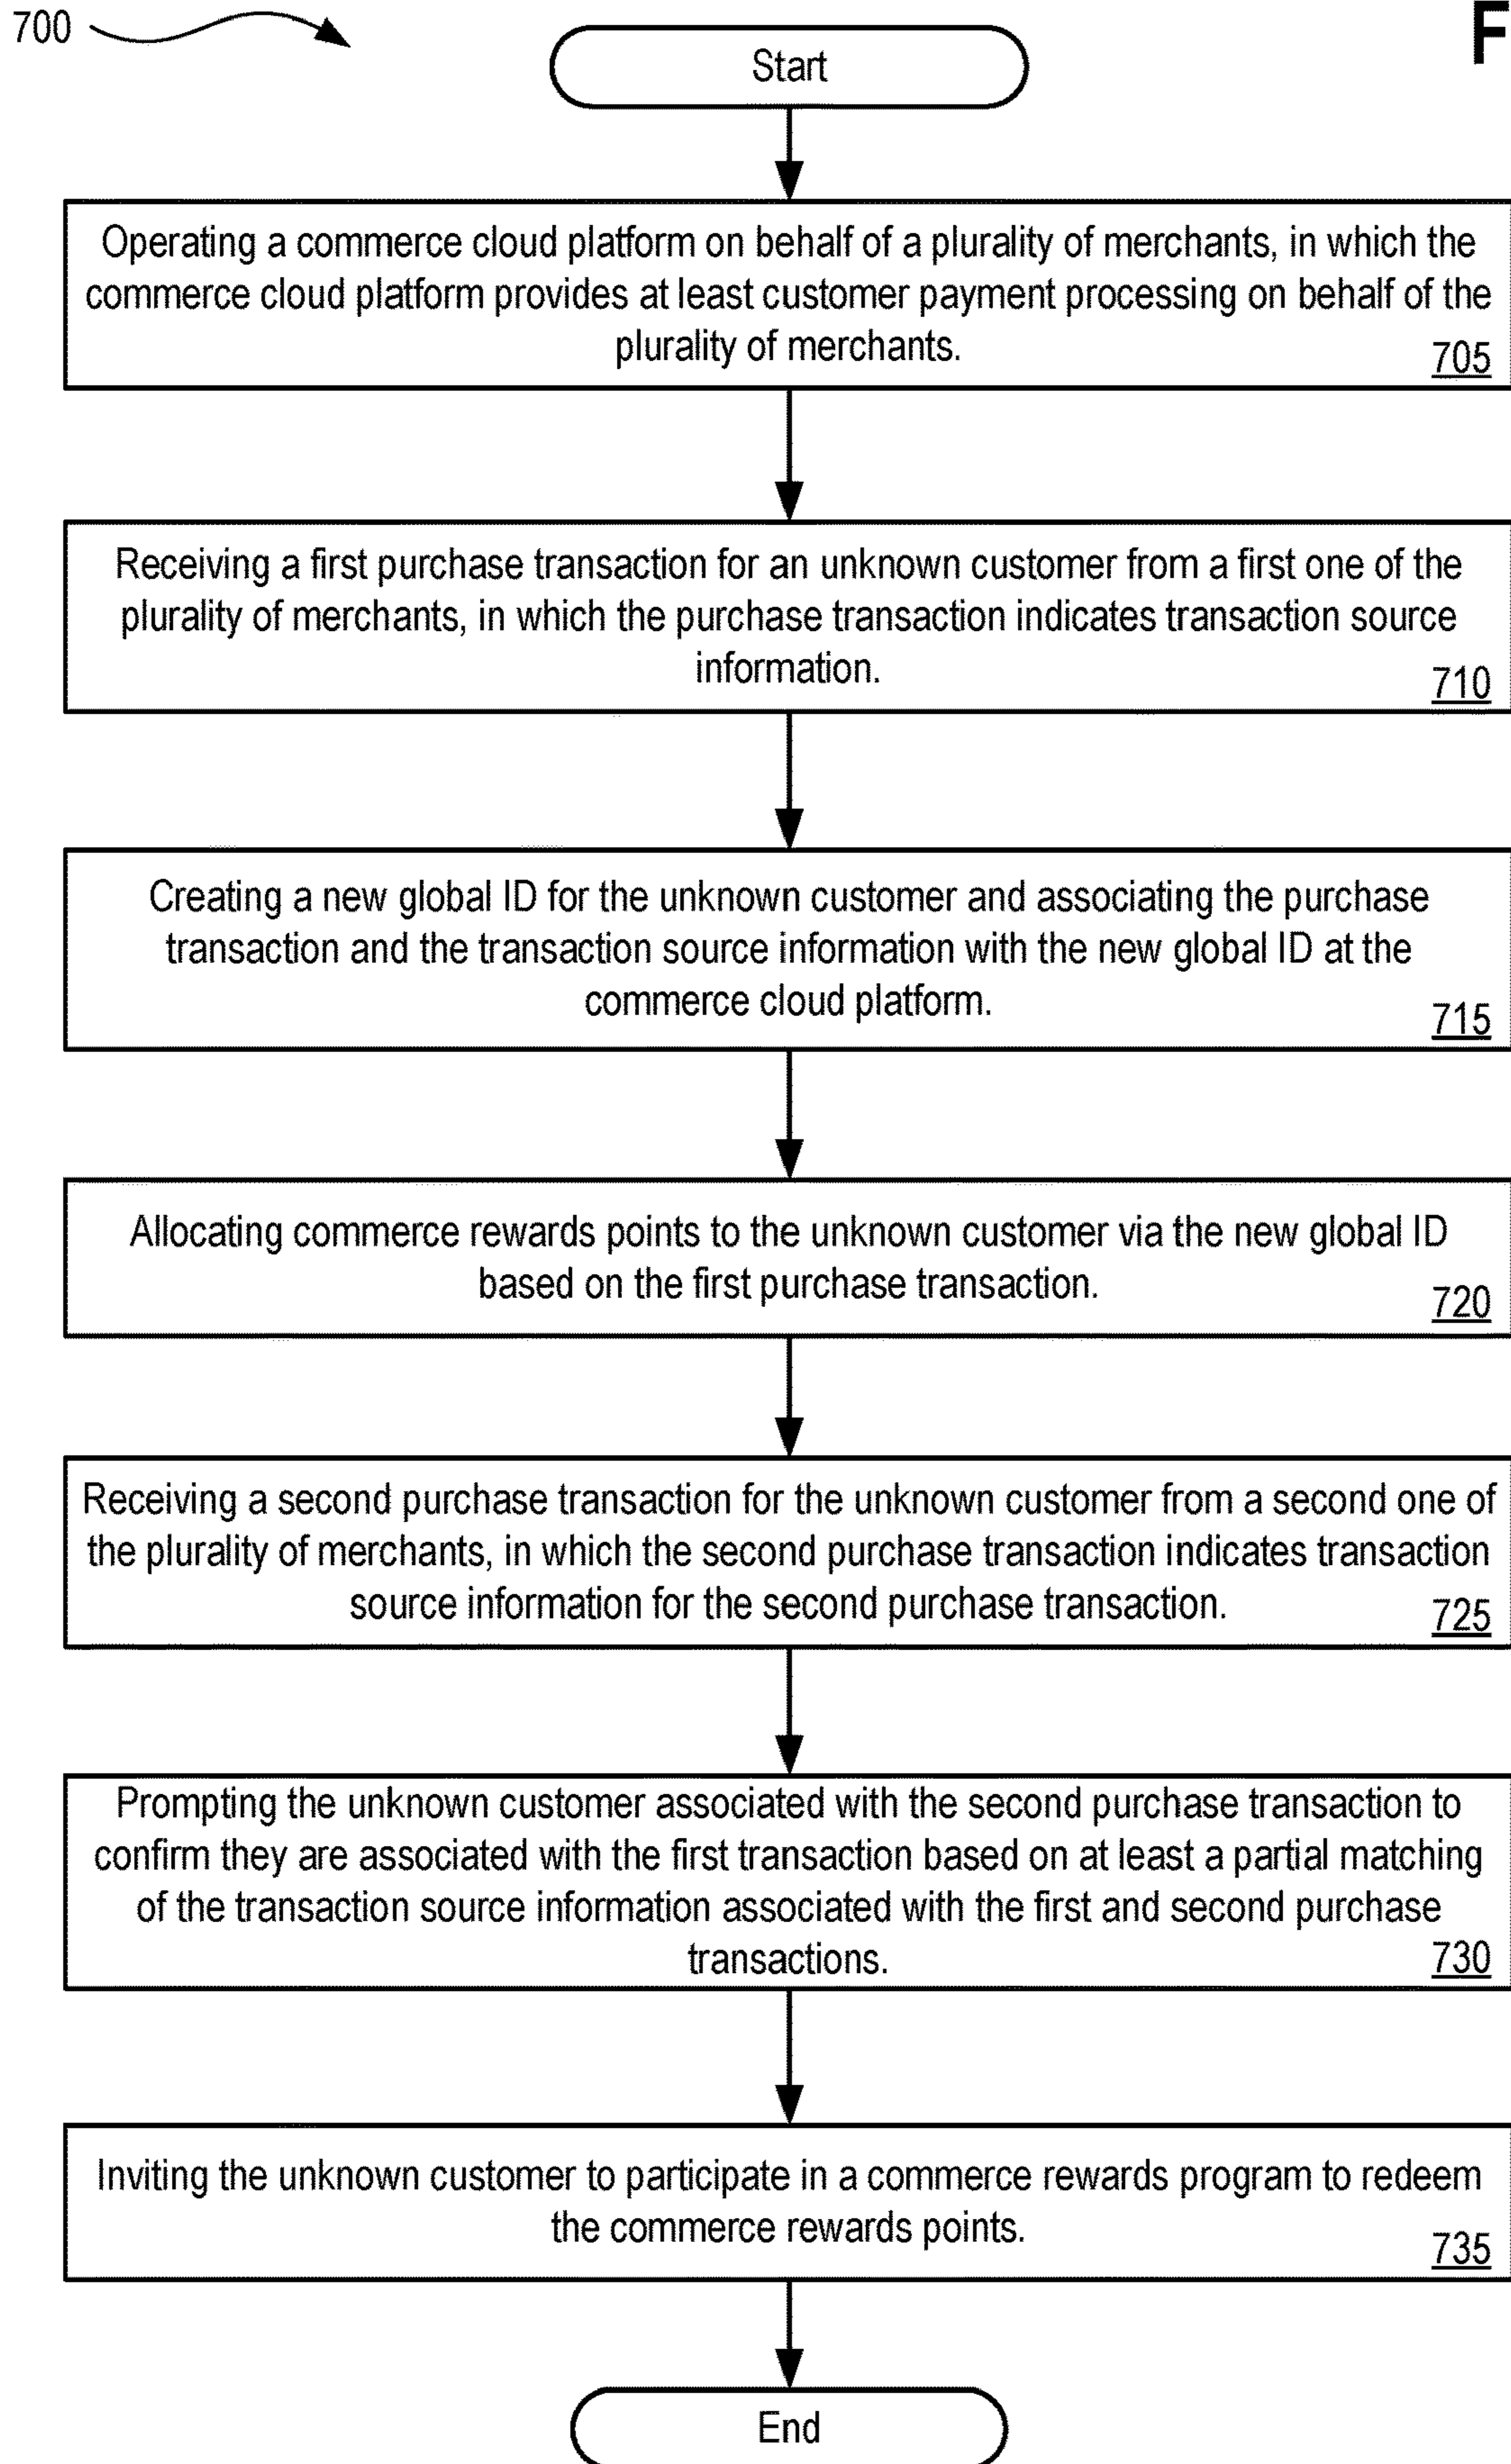 700
F
Start
Operating a commerce cloud platform on behalf of a plurality of merchants, in which the
commerce cloud platform provides at least customer payment processing on behalf of the
plurality of merchants.
705
Receiving a first purchase transaction for an unknown customer from a first one of the
plurality of merchants, in which the purchase transaction indicates transaction source
information.
710
Creating a new global ID for the unknown customer and associating the purchase
transaction and the transaction source information with the new global ID at the
commerce cloud platform.
715
Allocating commerce rewards points to the unknown customer via the new global ID
based on the first purchase transaction.
720
Receiving a second purchase transaction for the unknown customer from a second one of
the plurality of merchants, in which the second purchase transaction indicates transaction
source information for the second purchase transaction.
725
Prompting the unknown customer associated with the second purchase transaction to
confirm they are associated with the first transaction based on at least a partial matching
of the transaction source information associated with the first and second purchase
transactions.
730
Inviting the unknown customer to participate in a commerce rewards program to redeem
the commerce rewards points.
735
End